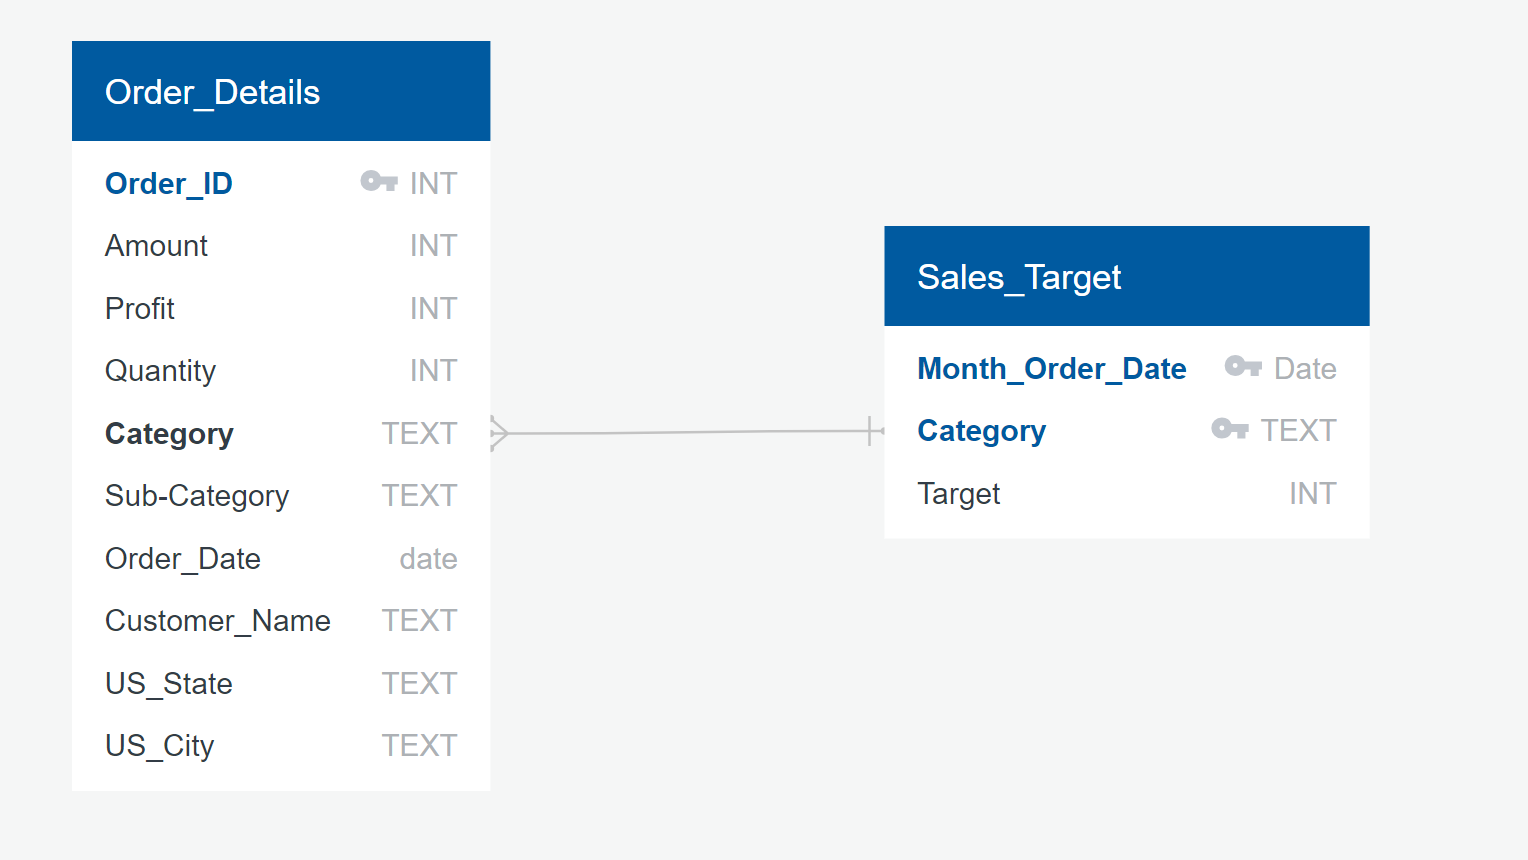 Order_Details
Order_ID INT
Amount INT
Profit INT
Quantity INT
Category TEXT
Sub-Category TEXT
Order_Date date
Customer_Name TEXT
US_State TEXT
US_City TEXT
Sales_Target
Month_Order_Date Date
Category TEXT
Target INT